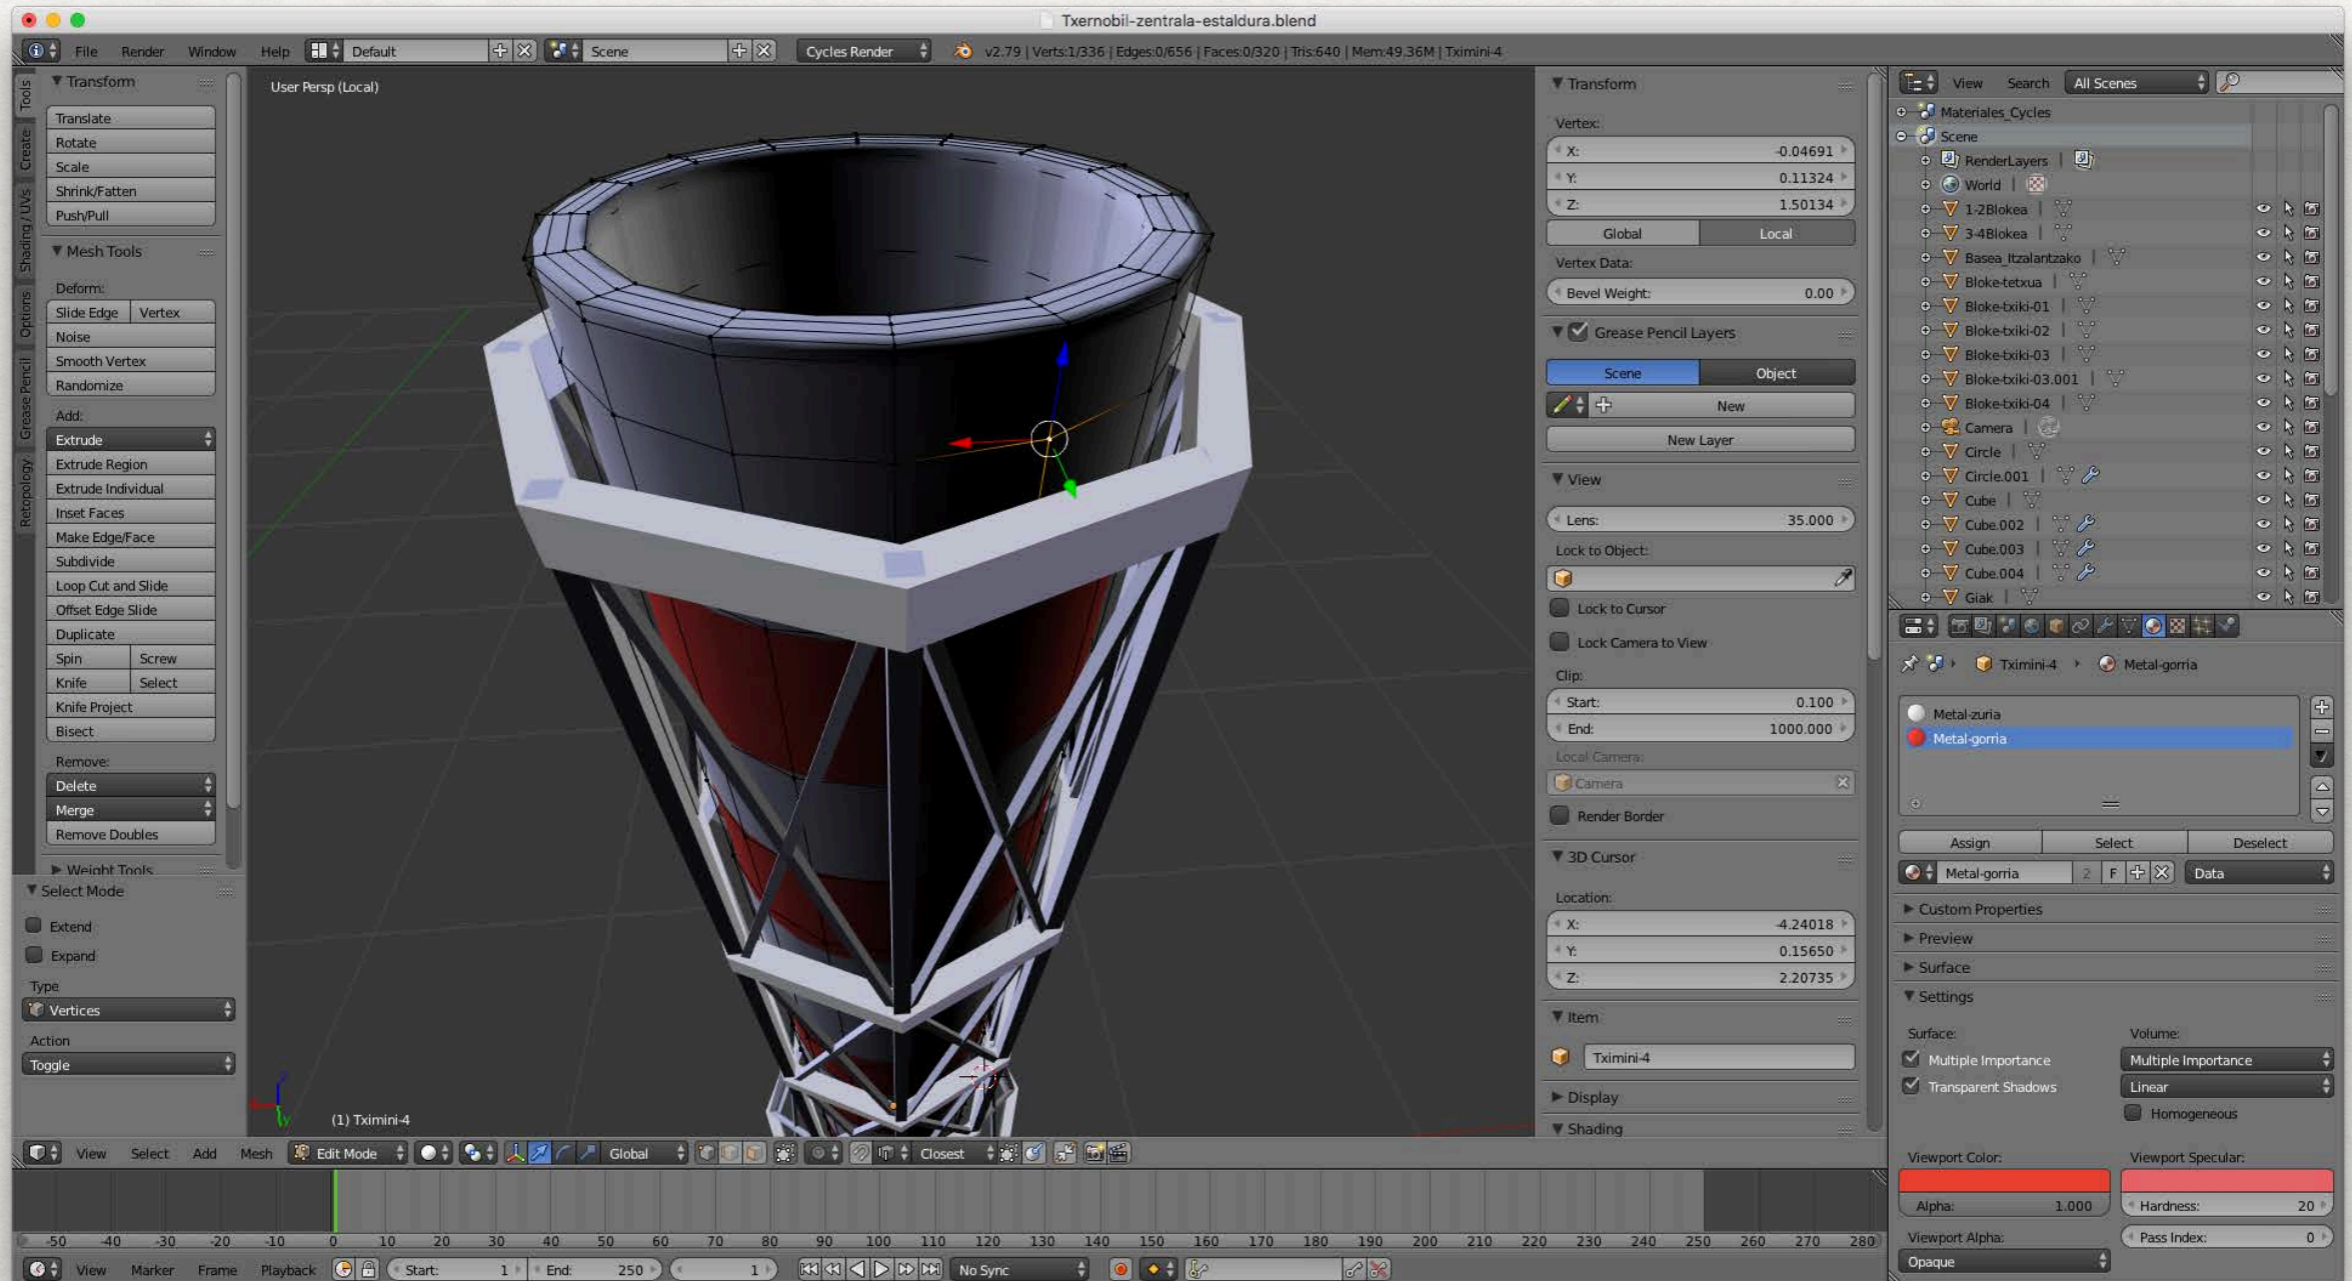 Txernobil-zentrala-estaldura.blend
File Render Window Help Default Scene Cycles Render v2.79 | Verts:1/336 | Edges:0/656 | Faces:0/320 | Tris:640 | Mem:49.36M | Tximini-4
Tools
Create
Shading / UVs
Options
Grease Pencil
Retopology
Transform
Translate
Rotate
Scale
Shrink/Fatten
Push/Pull
Mesh Tools
Deform:
Slide Edge Vertex
Noise
Smooth Vertex
Randomize
Add:
Extrude
Extrude Region
Extrude Individual
Inset Faces
Make Edge/Face
Subdivide
Loop Cut and Slide
Offset Edge Slide
Duplicate
Spin Screw
Knife Select
Knife Project
Bisect
Remove:
Delete
Merge
Remove Doubles
Weight Tools
Select Mode
Extend
Expand
Type
Vertices
Action
Toggle
User Persp (Local)
(1) Tximini-4
Transform
Vertex:
X: -0.04691
Y: 0.11324
Z: 1.50134
Global Local
Vertex Data:
Bevel Weight: 0.00
Grease Pencil Layers
Scene Object
New
New Layer
View
Lens: 35.000
Lock to Object:
Lock to Cursor
Lock Camera to View
Clip:
Start: 0.100
End: 1000.000
Local Camera:
Camera
Render Border
3D Cursor
Location:
X: -4.24018
Y: 0.15650
Z: 2.20735
Item
Tximini-4
Display
Shading
View Search All Scenes
Materiales_Cycles
Scene
RenderLayers
World
1-2Blokea
3-4Blokea
Basea_Itzalantzako
Bloke-tetxua
Bloke-txiki-01
Bloke-txiki-02
Bloke-txiki-03
Bloke-txiki-03.001
Bloke-txiki-04
Camera
Circle
Circle.001
Cube
Cube.002
Cube.003
Cube.004
Giak
Tximini-4 Metal-gorria
Metal-zuria
Metal-gorria
Assign Select Deselect
Metal-gorria 2 F Data
Custom Properties
Preview
Surface
Settings
Surface: Volume:
Multiple Importance Multiple Importance
Transparent Shadows Linear
Homogeneous
Viewport Color: Viewport Specular:
Alpha: 1.000 Hardness: 20
Viewport Alpha: Pass Index: 0
Opaque
View Select Add Mesh Edit Mode Global Closest
-50 -40 -30 -20 -10 0 10 20 30 40 50 60 70 80 90 100 110 120 130 140 150 160 170 180 190 200 210 220 230 240 250 260 270 280
View Marker Frame Playback Start: 1 End: 250 1 No Sync